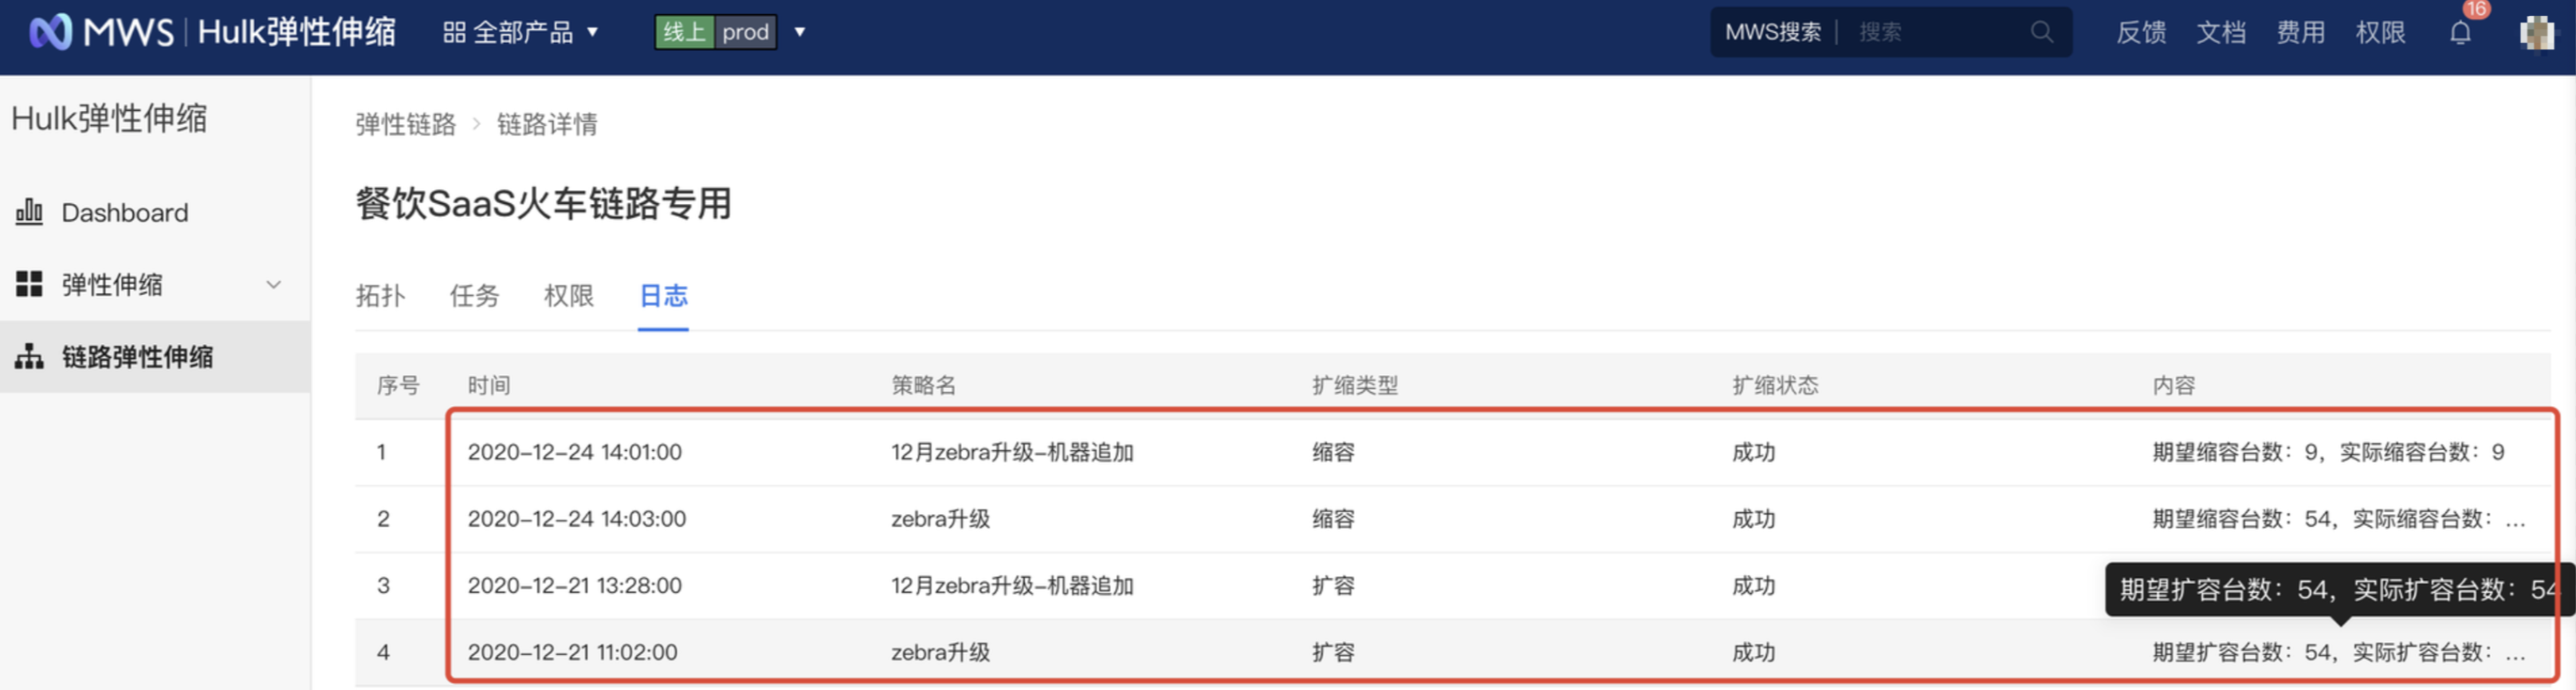 MWS | Hulk弹性伸缩 全部产品 线上 prod MWS搜索 搜索 反馈 文档 费用 权限 16
Hulk弹性伸缩
Dashboard
弹性伸缩
链路弹性伸缩
弹性链路 > 链路详情
餐饮SaaS火车链路专用
拓扑 任务 权限 日志
序号 时间 策略名 扩缩类型 扩缩状态 内容
1 2020-12-24 14:01:00 12月zebra升级-机器追加 缩容 成功 期望缩容台数：9，实际缩容台数：9
2 2020-12-24 14:03:00 zebra升级 缩容 成功 期望缩容台数：54，实际缩容台数：...
3 2020-12-21 13:28:00 12月zebra升级-机器追加 扩容 成功
期望扩容台数：54，实际扩容台数：54
4 2020-12-21 11:02:00 zebra升级 扩容 成功 期望扩容台数：54，实际扩容台数：...